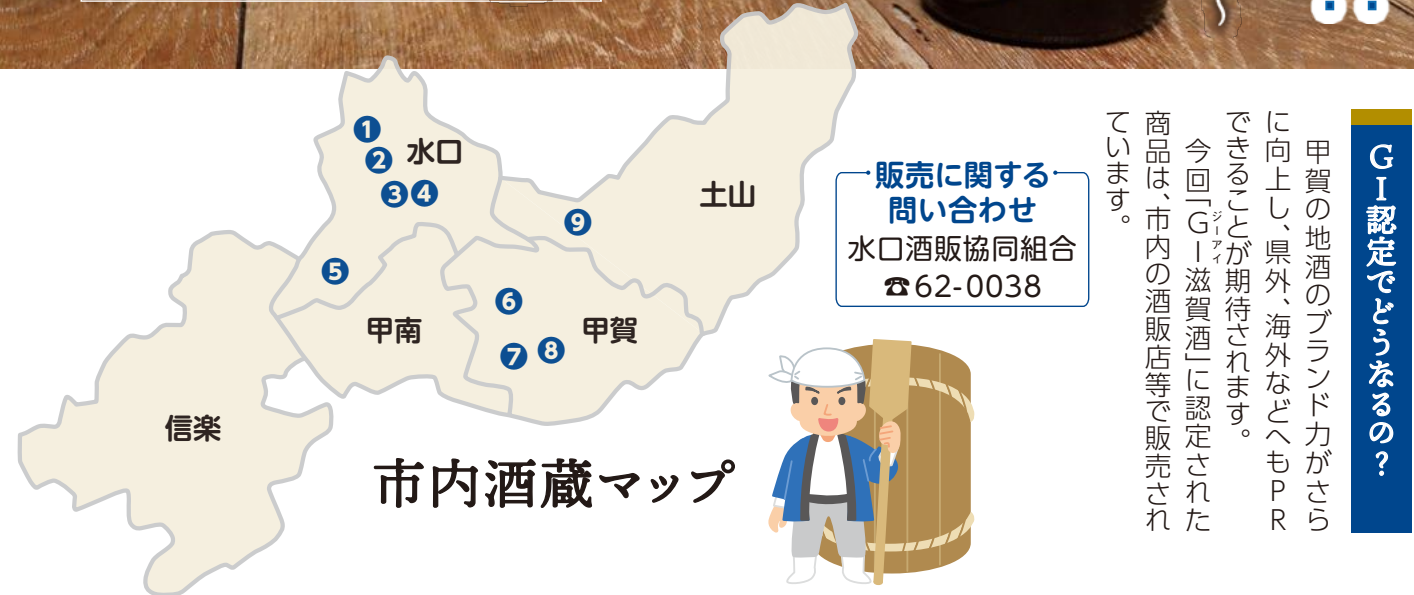 GI認定でどうなるの?
甲賀の地酒のブランド力がさら
に向上し、県外、海外などへもPR
できることが期待されます。
今回「GI滋賀酒」に認定された
ジーアイ
商品は、市内の酒販店等で販売され
ています。
販売に関する
問い合わせ
水口酒販協同組合
☎62-0038
1
2
水口
3 4
土山
9
5
6
甲南
甲賀
7 8
信楽
市内酒蔵マップ